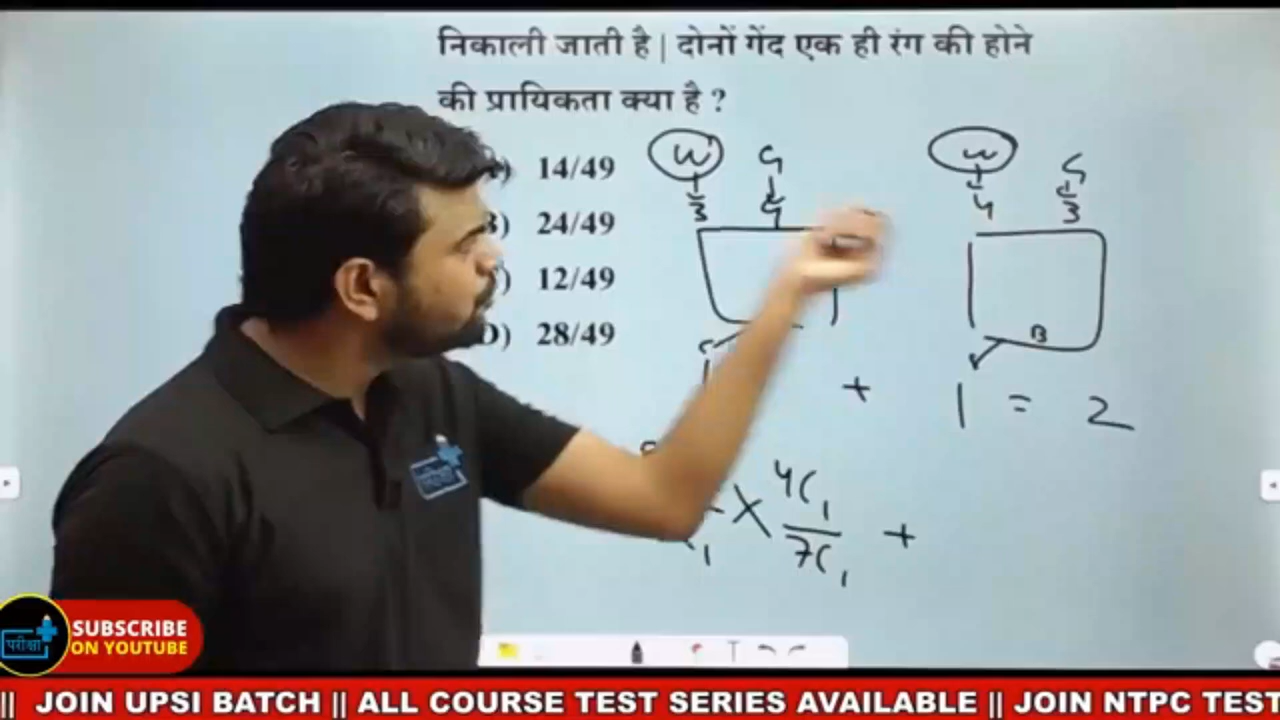 निकाली जाती है | दोनों गेंद एक ही रंग की होने
की प्रायिकता क्या है ?
14/49
24/49
12/49
D) 28/49
W G
3 4
W G
4 3
B
+ 1 = 2
X 4C1/7C1 +
परीक्षा
SUBSCRIBE
ON YOUTUBE
|| JOIN UPSI BATCH || ALL COURSE TEST SERIES AVAILABLE || JOIN NTPC TEST